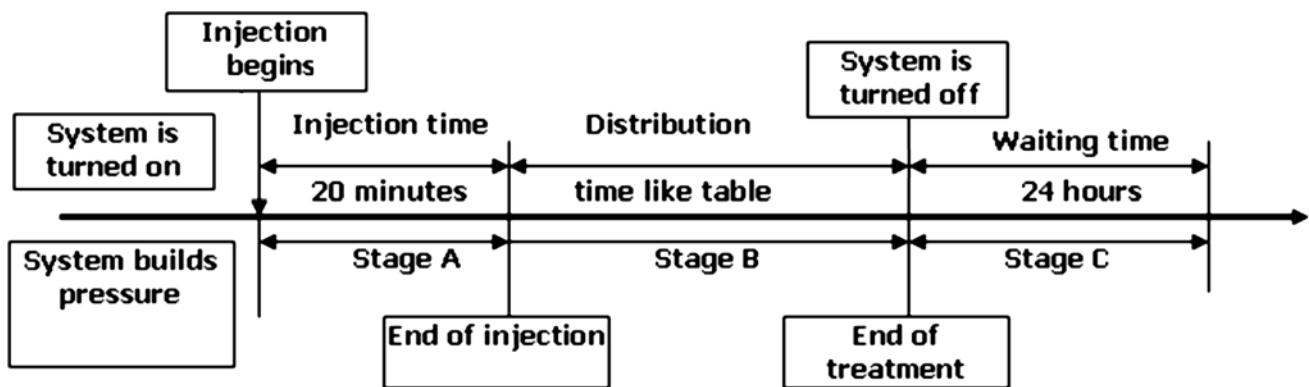 Injection
begins
System is
turned off
System is
turned on
Injection time
Distribution
Waiting time
20 minutes
time like table
24 hours
System builds
pressure
Stage A
Stage B
Stage C
End of injection
End of
treatment